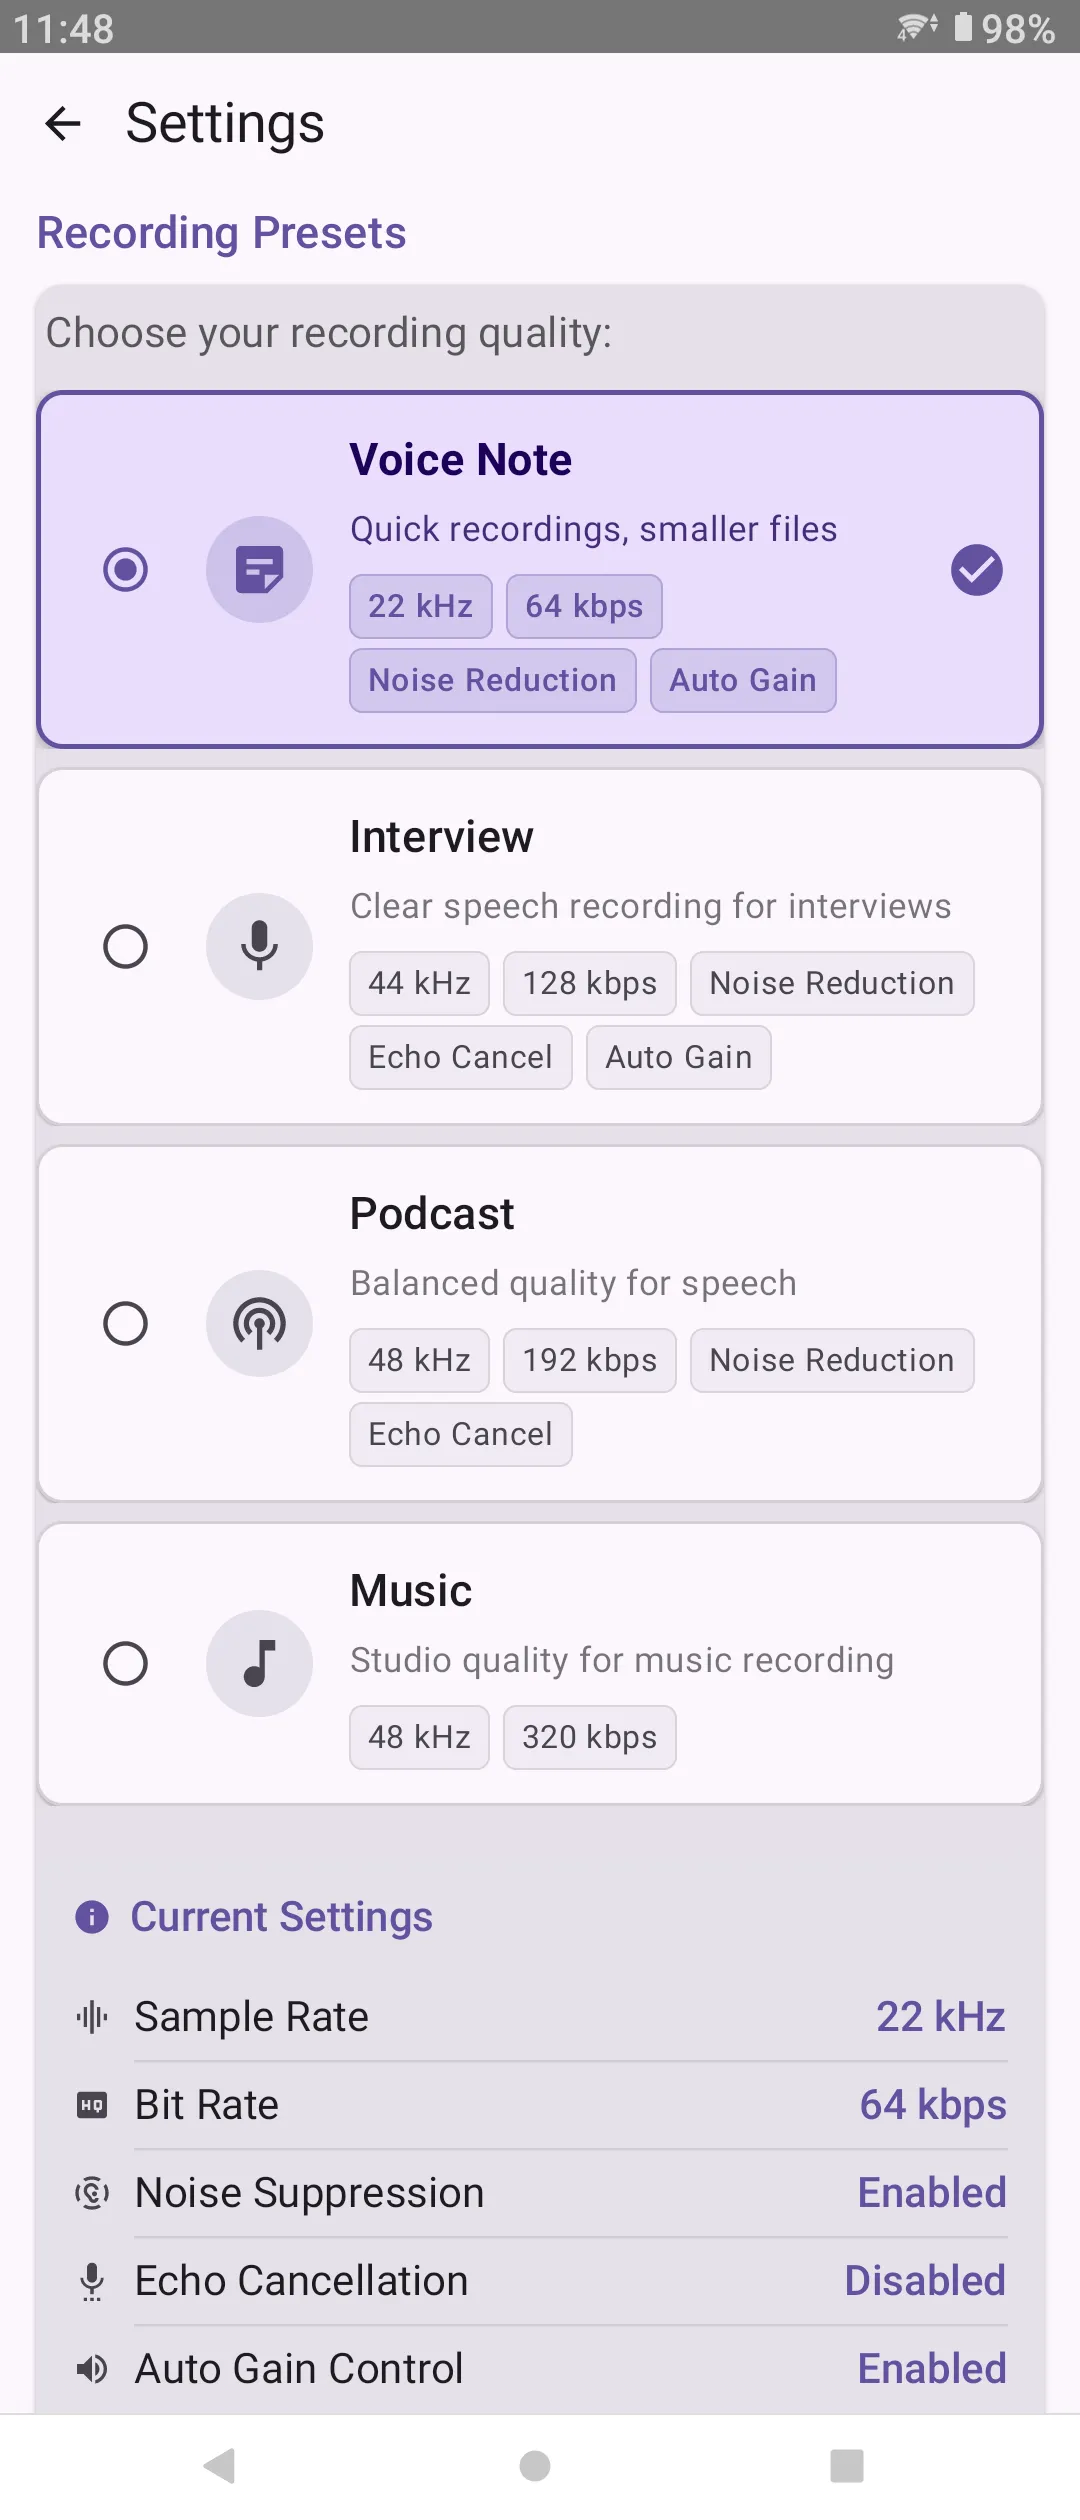 11:48
4 98%
Settings
Recording Presets
Choose your recording quality:
Voice Note
Quick recordings, smaller files
22 kHz 64 kbps
Noise Reduction Auto Gain
Interview
Clear speech recording for interviews
44 kHz 128 kbps Noise Reduction
Echo Cancel Auto Gain
Podcast
Balanced quality for speech
48 kHz 192 kbps Noise Reduction
Echo Cancel
Music
Studio quality for music recording
48 kHz 320 kbps
Current Settings
Sample Rate 22 kHz
HQ Bit Rate 64 kbps
Noise Suppression Enabled
Echo Cancellation Disabled
Auto Gain Control Enabled